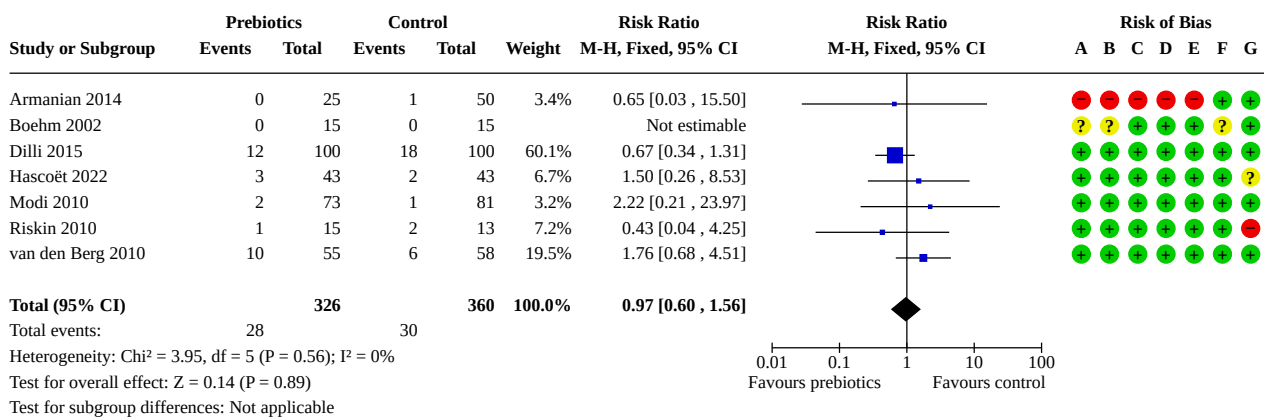 Prebiotics Control Risk Ratio Risk Ratio Risk of Bias
Study or Subgroup Events Total Events Total Weight M-H, Fixed, 95% CI M-H, Fixed, 95% CI A B C D E F G
Armanian 2014 0 25 1 50 3.4% 0.65 [0.03 , 15.50] − − − − − + +
Boehm 2002 0 15 0 15 Not estimable ? ? + + + ? +
Dilli 2015 12 100 18 100 60.1% 0.67 [0.34 , 1.31] + + + + + + +
Hascoët 2022 3 43 2 43 6.7% 1.50 [0.26 , 8.53] + + + + + + ?
Modi 2010 2 73 1 81 3.2% 2.22 [0.21 , 23.97] + + + + + + +
Riskin 2010 1 15 2 13 7.2% 0.43 [0.04 , 4.25] + + + + + + −
van den Berg 2010 10 55 6 58 19.5% 1.76 [0.68 , 4.51] + + + + + + +
Total (95% CI) 326 360 100.0% 0.97 [0.60 , 1.56]
Total events: 28 30
Heterogeneity: Chi² = 3.95, df = 5 (P = 0.56); I² = 0%
Test for overall effect: Z = 0.14 (P = 0.89)
Test for subgroup differences: Not applicable
0.01 0.1 1 10 100
Favours prebiotics Favours control